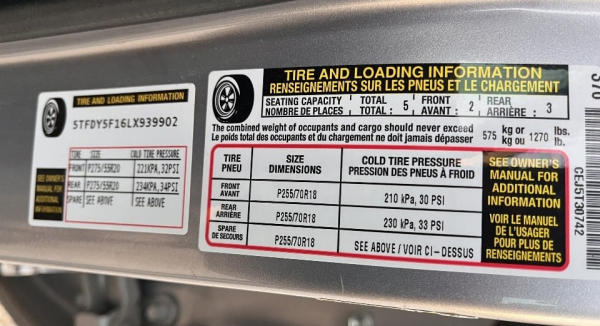 TIRE AND LOADING INFORMATION
5TFDY5F16LX939902
TIRE SIZE COLD TIRE PRESSURE
FRONT P275/55R20 221KPA,32PSI
REAR P275/55R20 234KPA,34PSI
SPARE SEE ABOVE SEE ABOVE
SEE OWNER'S
MANUAL FOR
ADDITIONAL
INFORMATION
TIRE AND LOADING INFORMATION
RENSEIGNEMENTS SUR LES PNEUS ET LE CHARGEMENT
SEATING CAPACITY TOTAL : 5 FRONT : 2 REAR : 3
NOMBRE DE PLACES TOTAL AVANT ARRIÈRE
The combined weight of occupants and cargo should never exceed 575 kg or 1270 lbs.
Le poids total des occupants et du chargement ne doit jamais dépasser kg ou lb.
TIRE SIZE COLD TIRE PRESSURE
PNEU DIMENSIONS PRESSION DES PNEUS À FROID
FRONT
AVANT P255/70R18 210 kPa, 30 PSI
REAR
ARRIÈRE P255/70R18 230 kPa, 33 PSI
SPARE
DE SECOURS P255/70R18 SEE ABOVE / VOIR CI-DESSUS
SEE OWNER'S
MANUAL FOR
ADDITIONAL
INFORMATION
VOIR LE MANUEL
DE L'USAGER
POUR PLUS DE
RENSEIGNEMENTS